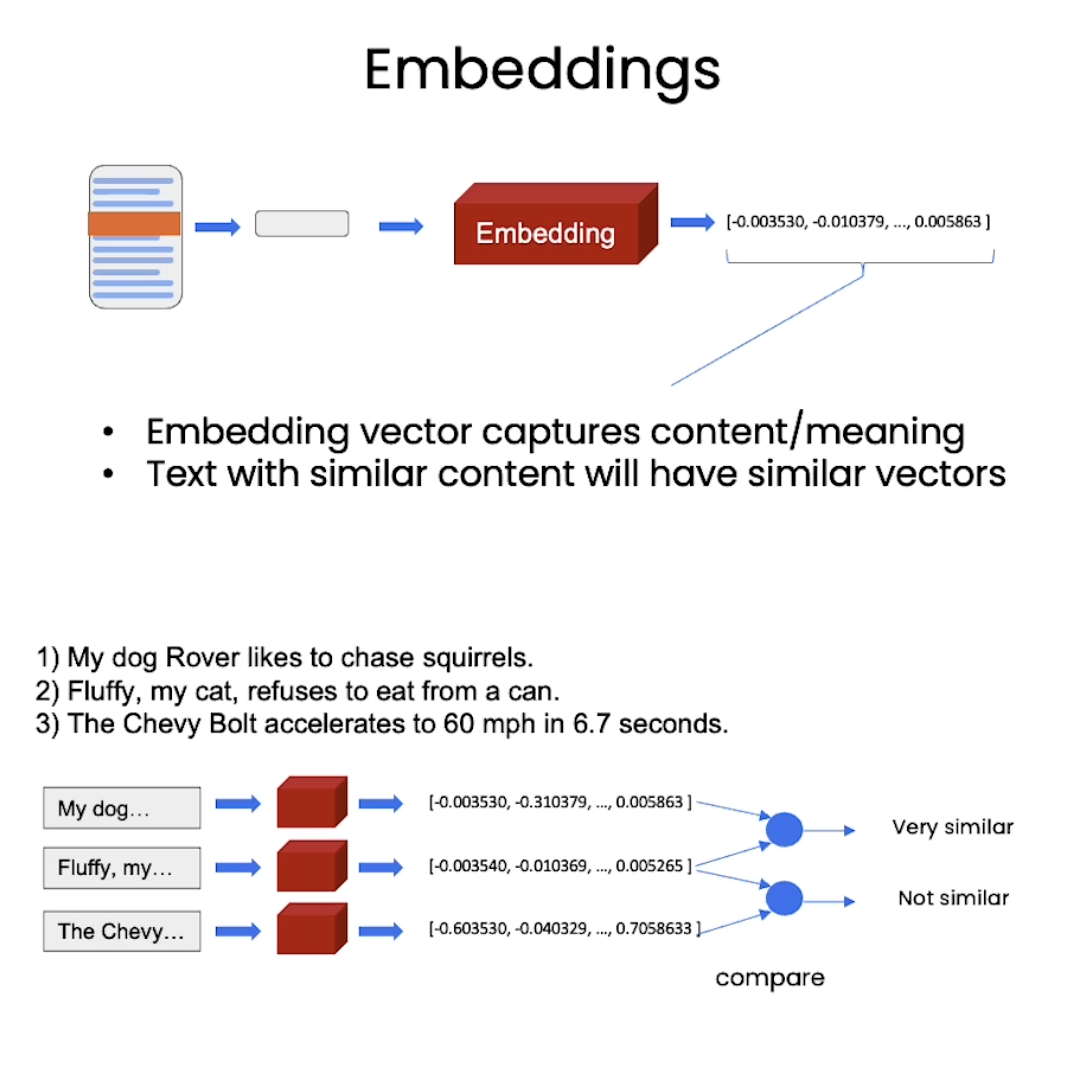 Embeddings
Embedding
[-0.003530, -0.010379, ..., 0.005863 ]
• Embedding vector captures content/meaning
• Text with similar content will have similar vectors
1) My dog Rover likes to chase squirrels.
2) Fluffy, my cat, refuses to eat from a can.
3) The Chevy Bolt accelerates to 60 mph in 6.7 seconds.
My dog...
[-0.003530, -0.310379, ..., 0.005863 ]
Very similar
Fluffy, my...
[-0.003540, -0.010369, ..., 0.005265 ]
Not similar
The Chevy...
[-0.603530, -0.040329, ..., 0.7058633 ]
compare